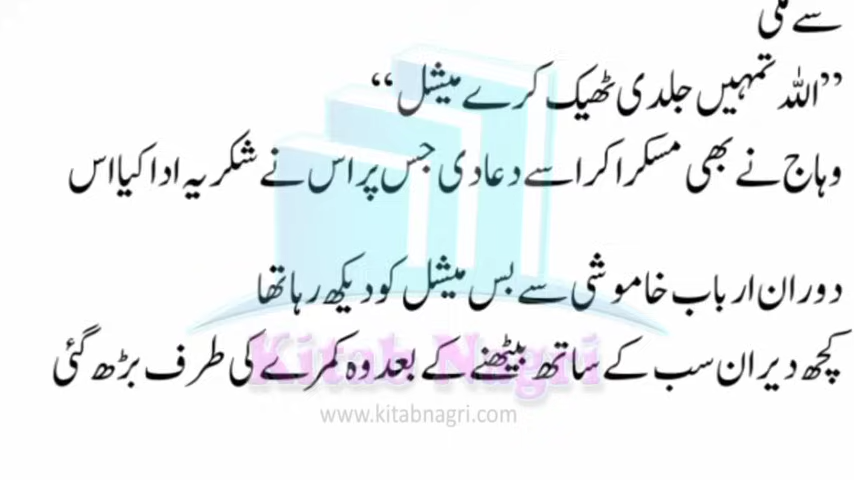 سے ملی
”اللہ تمہیں جلدی ٹھیک کرے میشل“
وہاج نے بھی مسکرا کر اسے دعا دی جس پر اس نے شکریہ ادا کیا اس
دوران ارباب خاموشی سے بس میشل کو دیکھ رہا تھا
کچھ دیر ان سب کے ساتھ بیٹھنے کے بعد وہ کمرے کی طرف بڑھ گئی
Kitab Nagri
www.kitabnagri.com